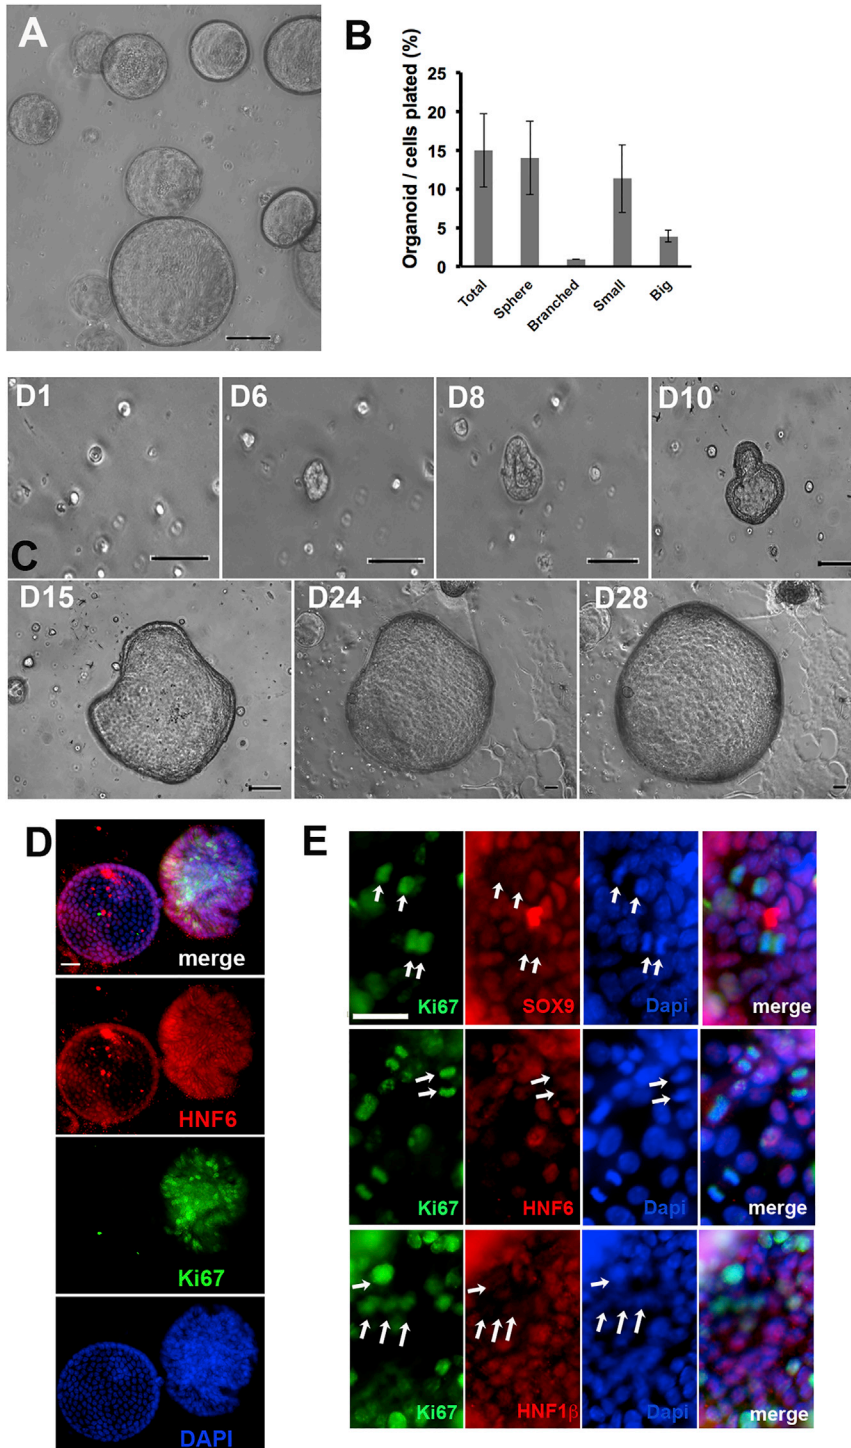 A
B
Organoid / cells plated (%)
25
20
15
10
5
0
Total
Sphere
Branched
Small
Big
C
D1
D6
D8
D10
D15
D24
D28
D
merge
HNF6
Ki67
DAPI
E
Ki67 SOX9 Dapi merge
Ki67 HNF6 Dapi merge
Ki67 HNF1β Dapi merge